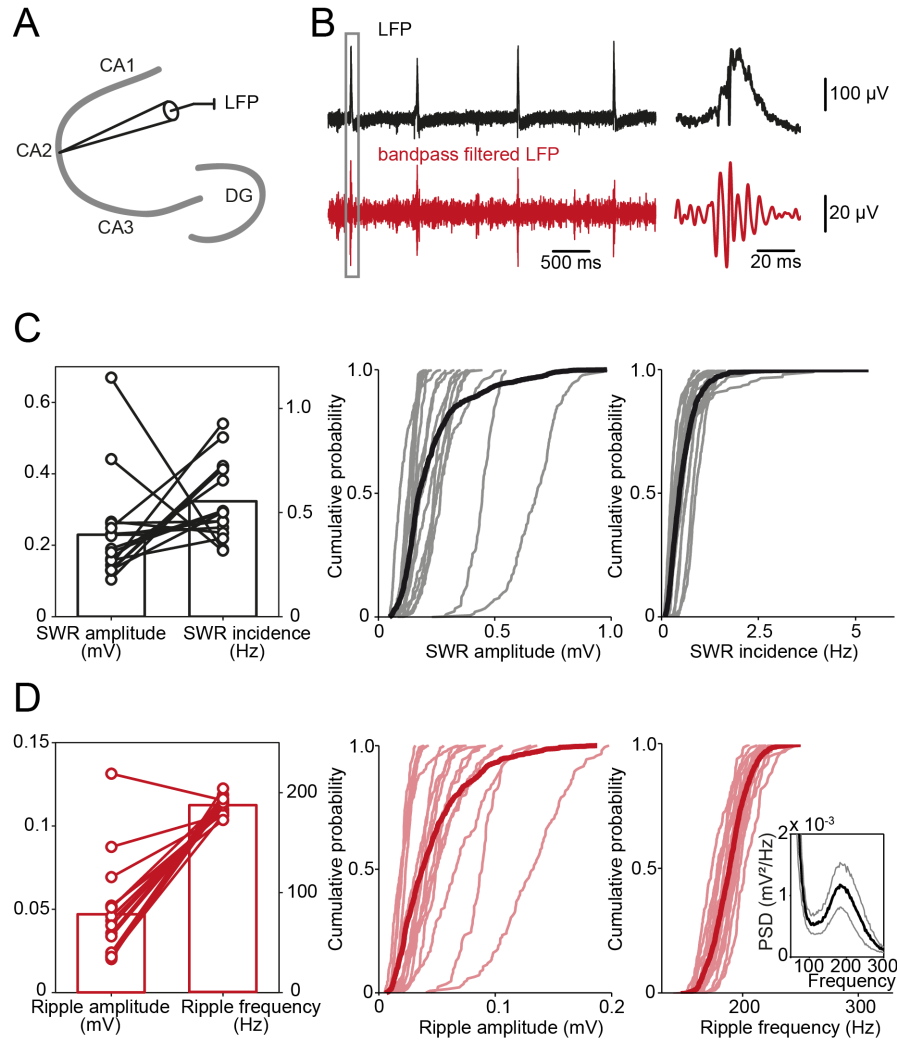 A
CA1
LFP
CA2
DG
CA3
B
LFP
100 µV
bandpass filtered LFP
20 µV
500 ms
20 ms
C
0.6
0.4
0.2
0
1.0
0.5
0
SWR amplitude
(mV)
SWR incidence
(Hz)
Cumulative probability
1.0
0.5
0
0
0.5
1.0
SWR amplitude (mV)
Cumulative probability
1.0
0.5
0
0
2.5
5
SWR incidence (Hz)
D
0.15
0.1
0.05
0
200
100
0
Ripple amplitude
(mV)
Ripple frequency
(Hz)
Cumulative probability
1.0
0.5
0
0
0.1
0.2
Ripple amplitude (mV)
Cumulative probability
1.0
0.5
0
200
300
Ripple frequency (Hz)
2 x 10⁻³
1
0
PSD (mV²/Hz)
100 200 300
Frequency